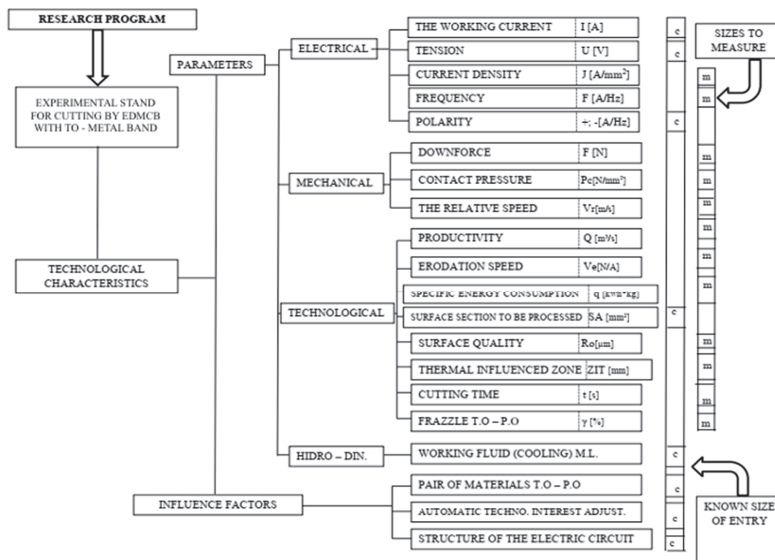 RESEARCH PROGRAM
EXPERIMENTAL STAND
FOR CUTTING BY EDMCB
WITH TO - METAL BAND
TECHNOLOGICAL
CHARACTERISTICS
PARAMETERS
INFLUENCE FACTORS
ELECTRICAL
THE WORKING CURRENT I [A]
TENSION U [V]
CURRENT DENSITY J [A/mm²]
FREQUENCY F [A/Hz]
POLARITY +; -[A/Hz]
MECHANICAL
DOWNFORCE F [N]
CONTACT PRESSURE Pc[N/mm²]
THE RELATIVE SPEED Vr[m/s]
TECHNOLOGICAL
PRODUCTIVITY Q [m³/s]
ERODATION SPEED Ve[N/A]
SPECIFIC ENERGY CONSUMPTION q [kwh*kg]
SURFACE SECTION TO BE PROCESSED SA [mm²]
SURFACE QUALITY Ro[µm]
THERMAL INFLUENCED ZONE ZIT [mm]
CUTTING TIME t [s]
FRAZZLE T.O – P.O γ [%]
HIDRO – DIN.
WORKING FLUID (COOLING) M.L.
PAIR OF MATERIALS T.O – P.O
AUTOMATIC TECHNO. INTEREST ADJUST.
STRUCTURE OF THE ELECTRIC CIRCUIT
c
c
c
c
c
c
c
c
m
m
m
m
m
m
m
m
m
m
m
m
SIZES TO
MEASURE
KNOWN SIZE
OF ENTRY